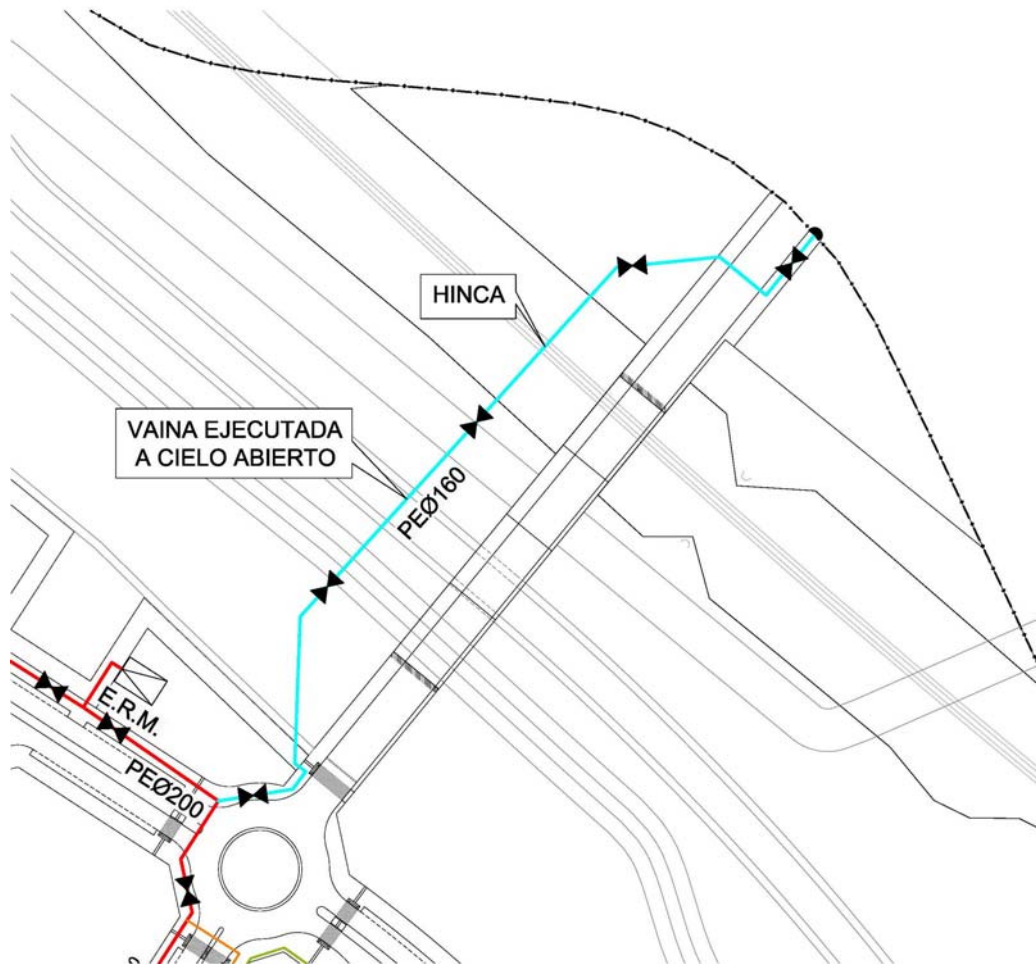 HINCA
VAINA EJECUTADA
A CIELO ABIERTO
PEØ160
E.R.M.
PEØ200